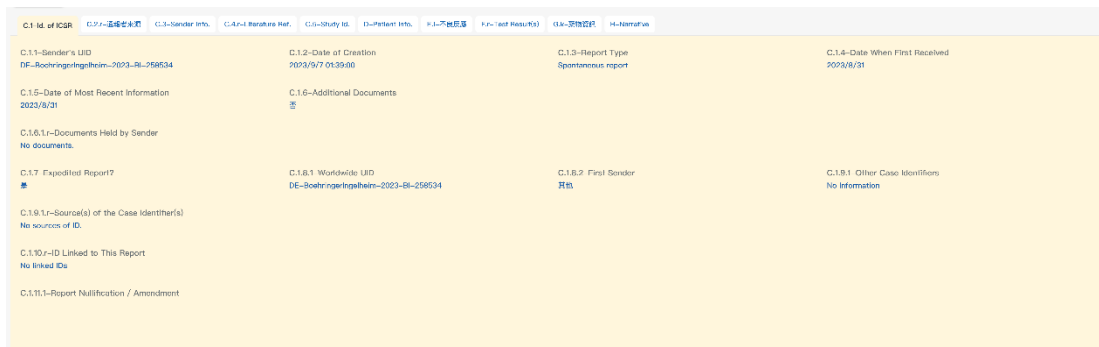 C.1-Id. of ICSR C.2.r-通報者來源 C.3-Sender Info. C.4.r-Literature Ref. C.5-Study Id. D-Patient Info. E.i-不良反應 F.r-Test Result(s) G.k-藥物資訊 H-Narrative
C.1.1-Sender's UID C.1.2-Date of Creation C.1.3-Report Type C.1.4-Date When First Received
DE-BoehringerIngelheim-2023-BI-258534 2023/9/7 01:39:00 Spontaneous report 2023/8/31
C.1.5-Date of Most Recent Information C.1.6-Additional Documents
2023/8/31 否
C.1.6.1.r-Documents Held by Sender
No documents.
C.1.7 Expedited Report? C.1.8.1 Worldwide UID C.1.8.2 First Sender C.1.9.1 Other Case Identifiers
是 DE-BoehringerIngelheim-2023-BI-258534 其他 No Information
C.1.9.1.r-Source(s) of the Case Identifier(s)
No sources of ID.
C.1.10.r-ID Linked to This Report
No linked IDs
C.1.11.1-Report Nullification / Amendment